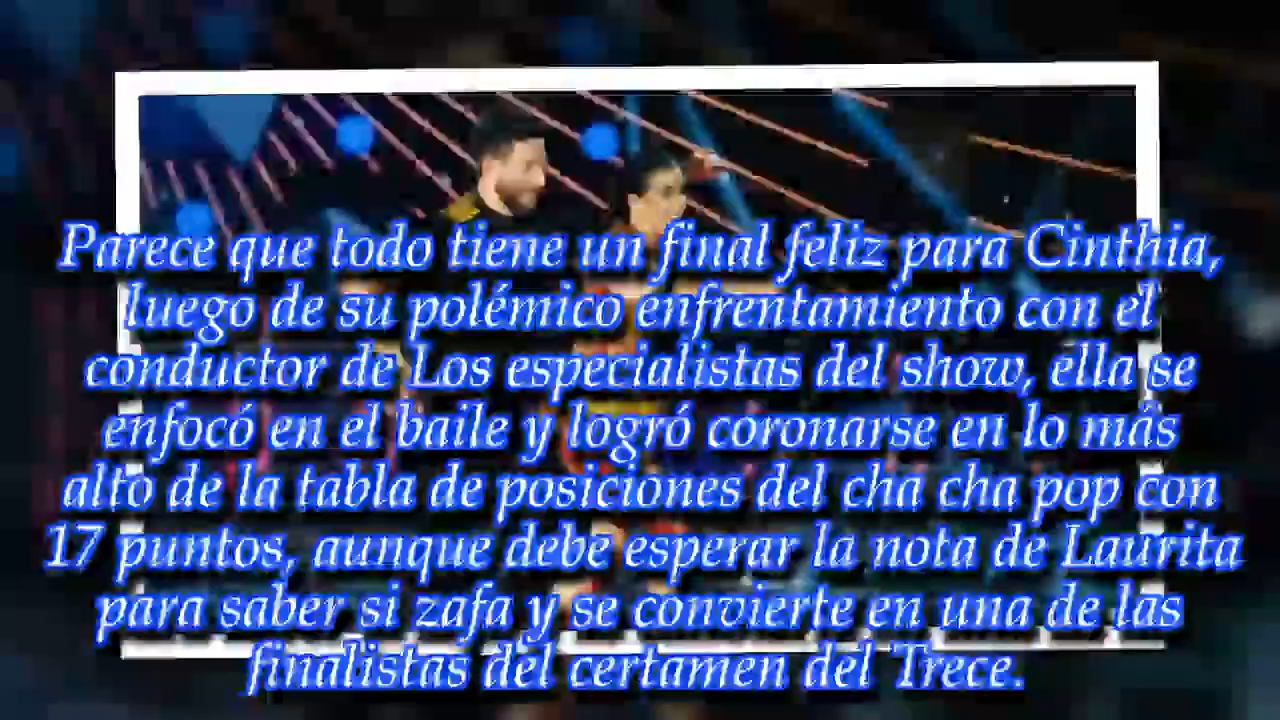 Parece que todo tiene un final feliz para Cinthia,
luego de su polémico enfrentamiento con el
conductor de Los especialistas del show, ella se
enfocó en el baile y logró coronarse en lo más
alto de la tabla de posiciones del cha cha pop con
17 puntos, aunque debe esperar la nota de Laurita
para saber si zafa y se convierte en una de las
finalistas del certamen del Trece.